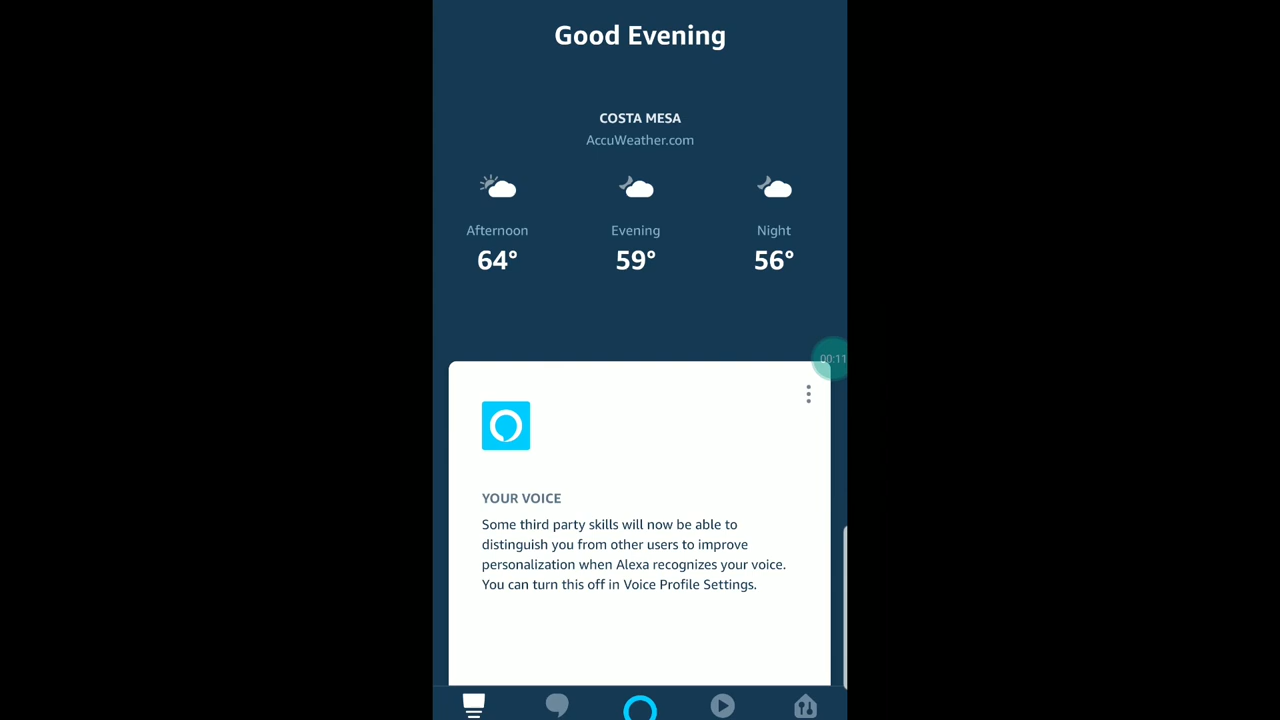 Good Evening
COSTA MESA
AccuWeather.com
Afternoon Evening Night
64° 59° 56°
00:11
YOUR VOICE
Some third party skills will now be able to
distinguish you from other users to improve
personalization when Alexa recognizes your voice.
You can turn this off in Voice Profile Settings.